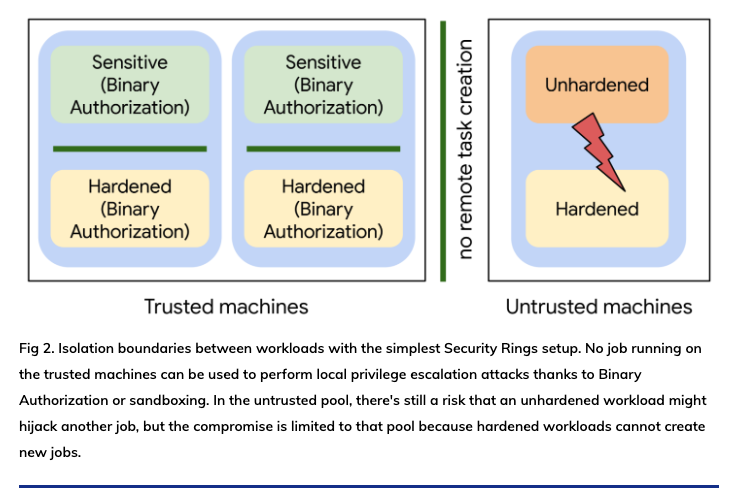 Sensitive
(Binary
Authorization)
Sensitive
(Binary
Authorization)
Hardened
(Binary
Authorization)
Hardened
(Binary
Authorization)
no remote task creation
Unhardened
Hardened
Trusted machines
Untrusted machines
Fig 2. Isolation boundaries between workloads with the simplest Security Rings setup. No job running on
the trusted machines can be used to perform local privilege escalation attacks thanks to Binary
Authorization or sandboxing. In the untrusted pool, there's still a risk that an unhardened workload might
hijack another job, but the compromise is limited to that pool because hardened workloads cannot create
new jobs.